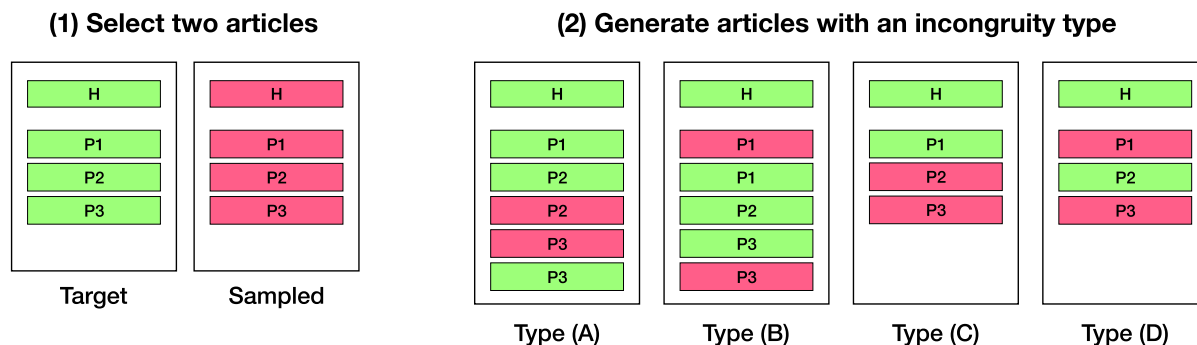 (1) Select two articles
H
P1
P2
P3
Target
H
P1
P2
P3
Sampled
(2) Generate articles with an incongruity type
H
P1
P2
P2
P3
P3
Type (A)
H
P1
P1
P2
P3
P3
Type (B)
H
P1
P2
P3
Type (C)
H
P1
P2
P3
Type (D)